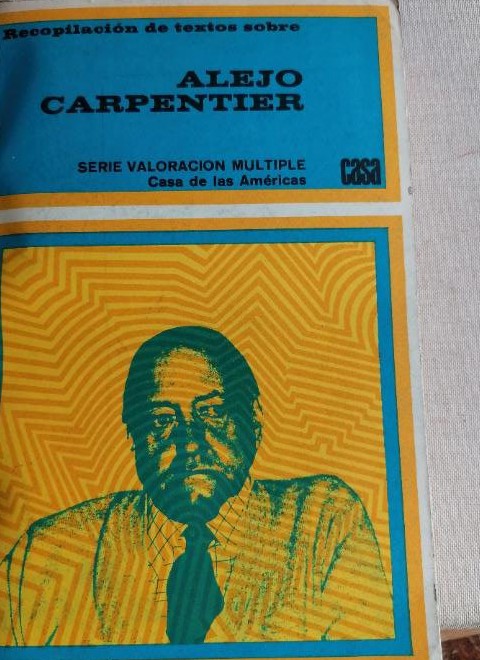 Recopilación de textos sobre
ALEJO
CARPENTIER
SERIE VALORACION MULTIPLE
Casa de las Américas
casa